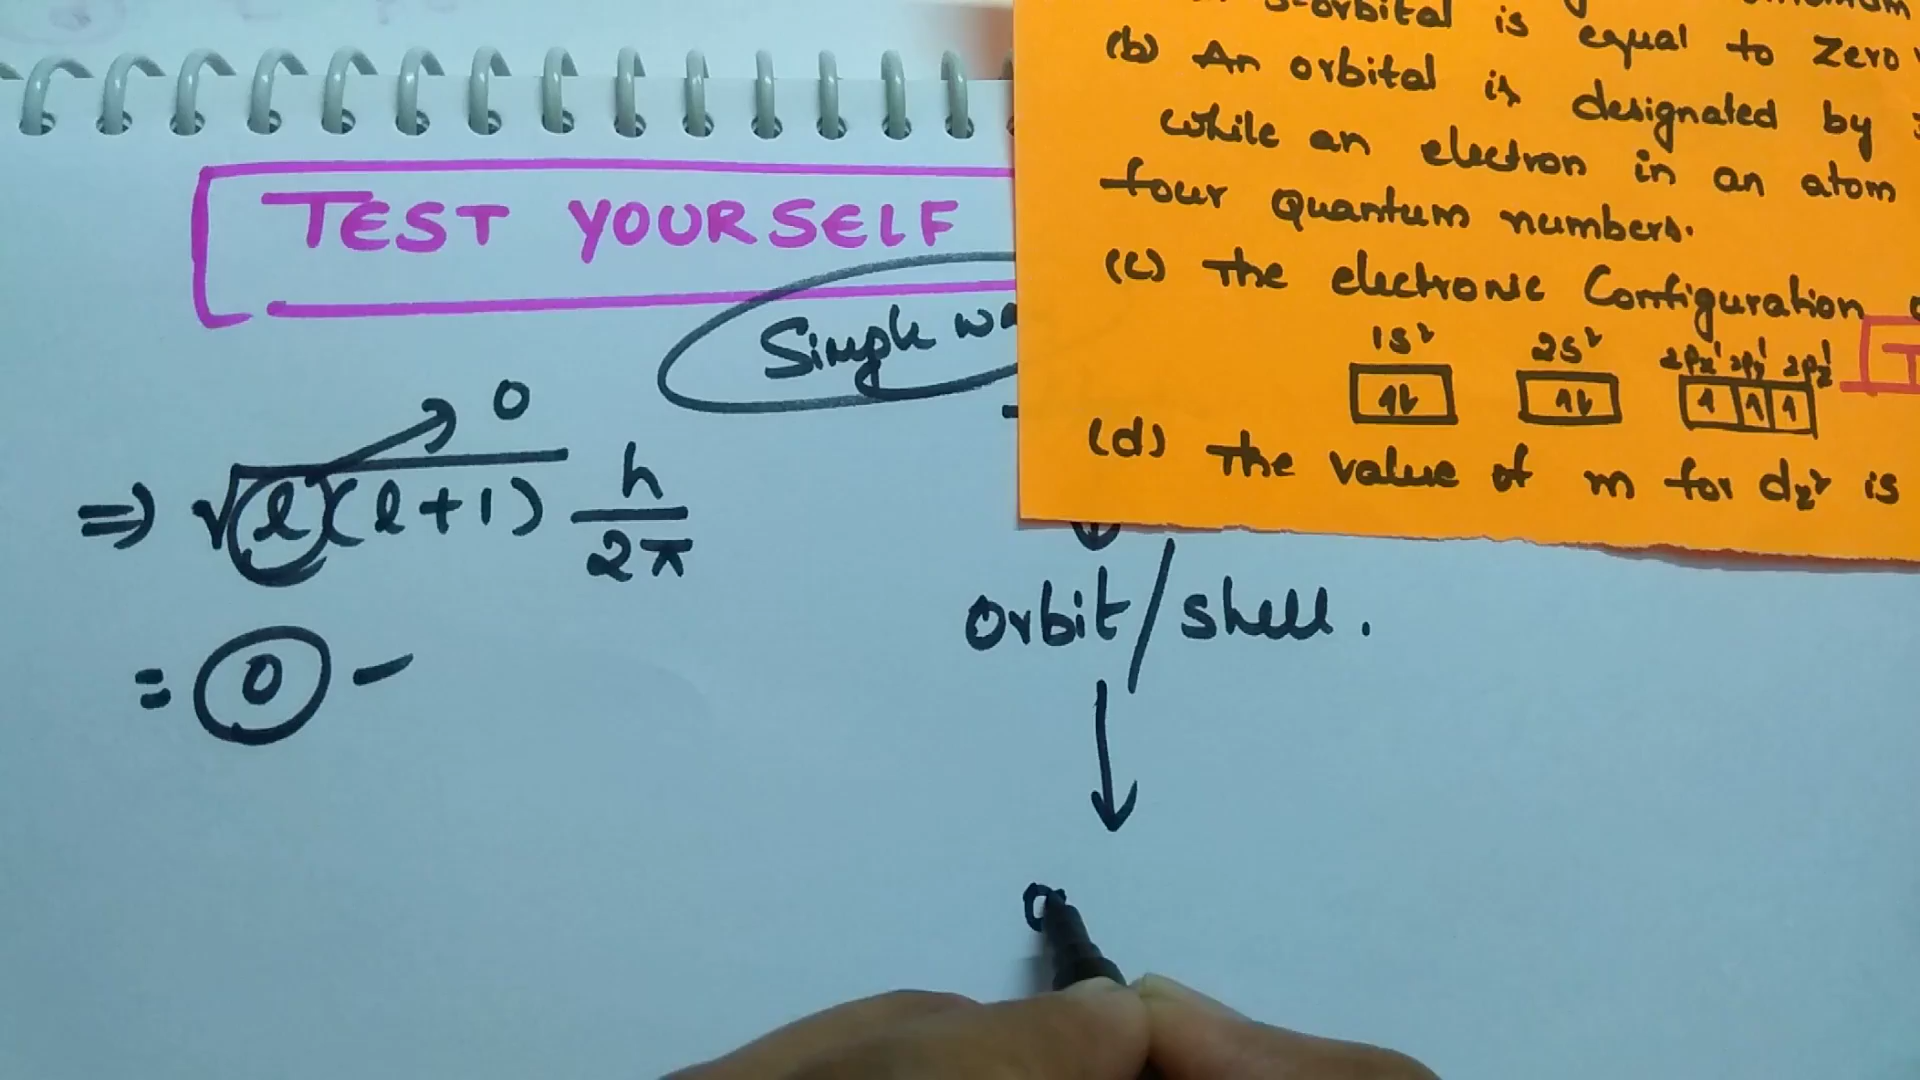 TEST YOURSELF
0
⇒ √(l)(l+1) h
2π
= 0 -
orbit/shell.
s-orbital is equal to zero
(b) An orbital is designated by
while an electron in an atom
four quantum numbers.
(c) The electronic Configuration
1s² 2s² 2px¹ 2py¹ 2pz¹
(d) The value of m for dz² is